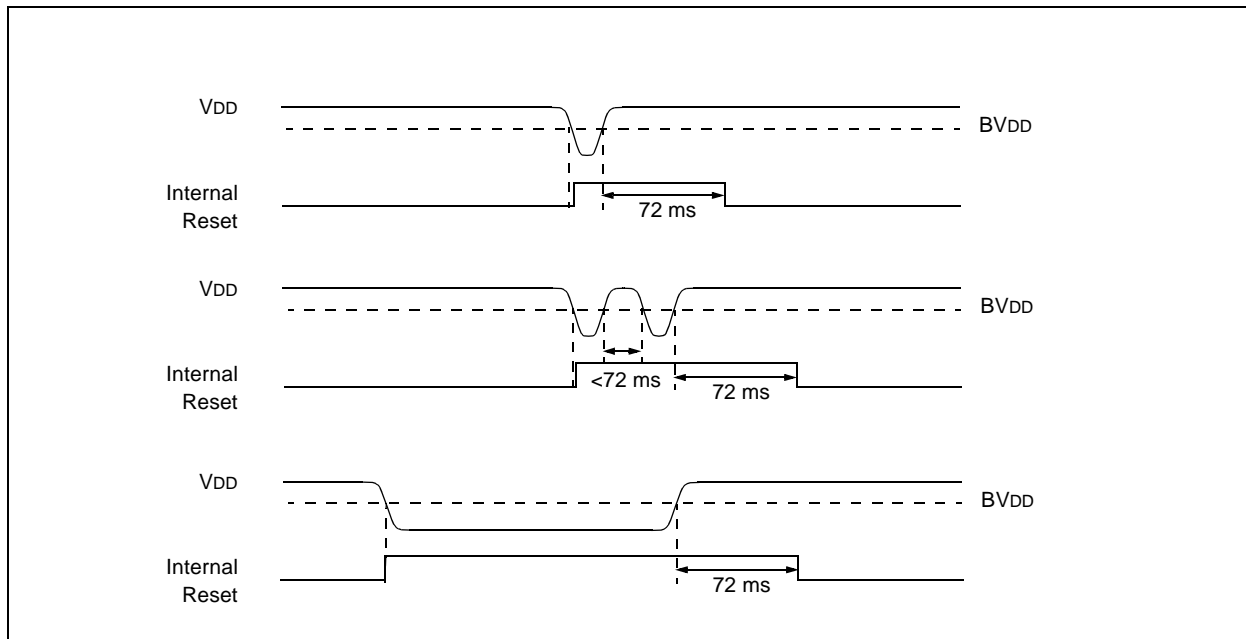 VDD
BVDD
Internal
Reset
72 ms
VDD
BVDD
Internal
Reset
<72 ms
72 ms
VDD
BVDD
Internal
Reset
72 ms